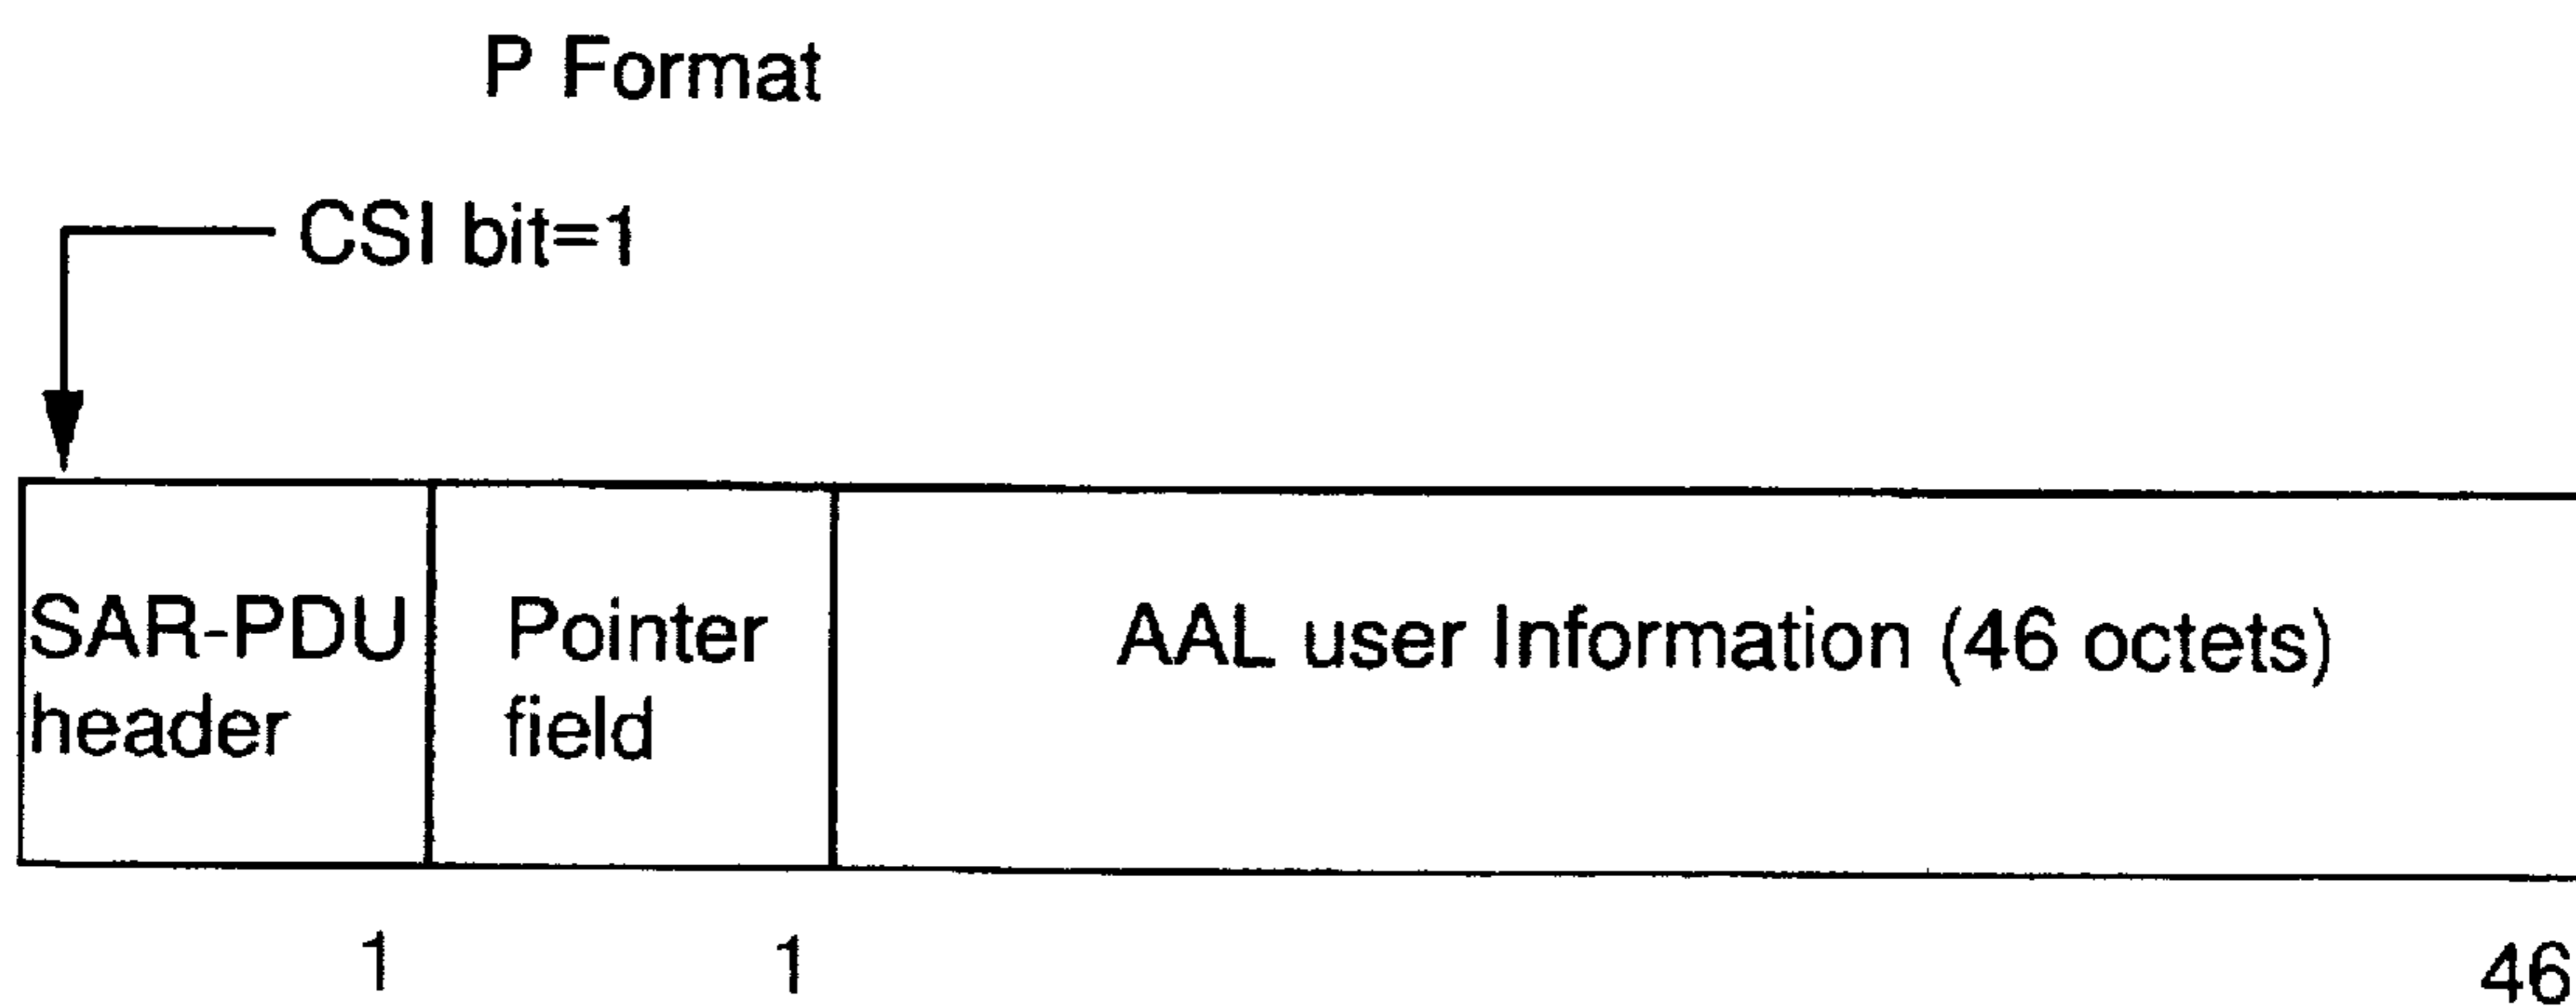 P Format
CSI bit=1
SAR-PDU
header
Pointer
field
AAL user Information (46 octets)
1
1
46